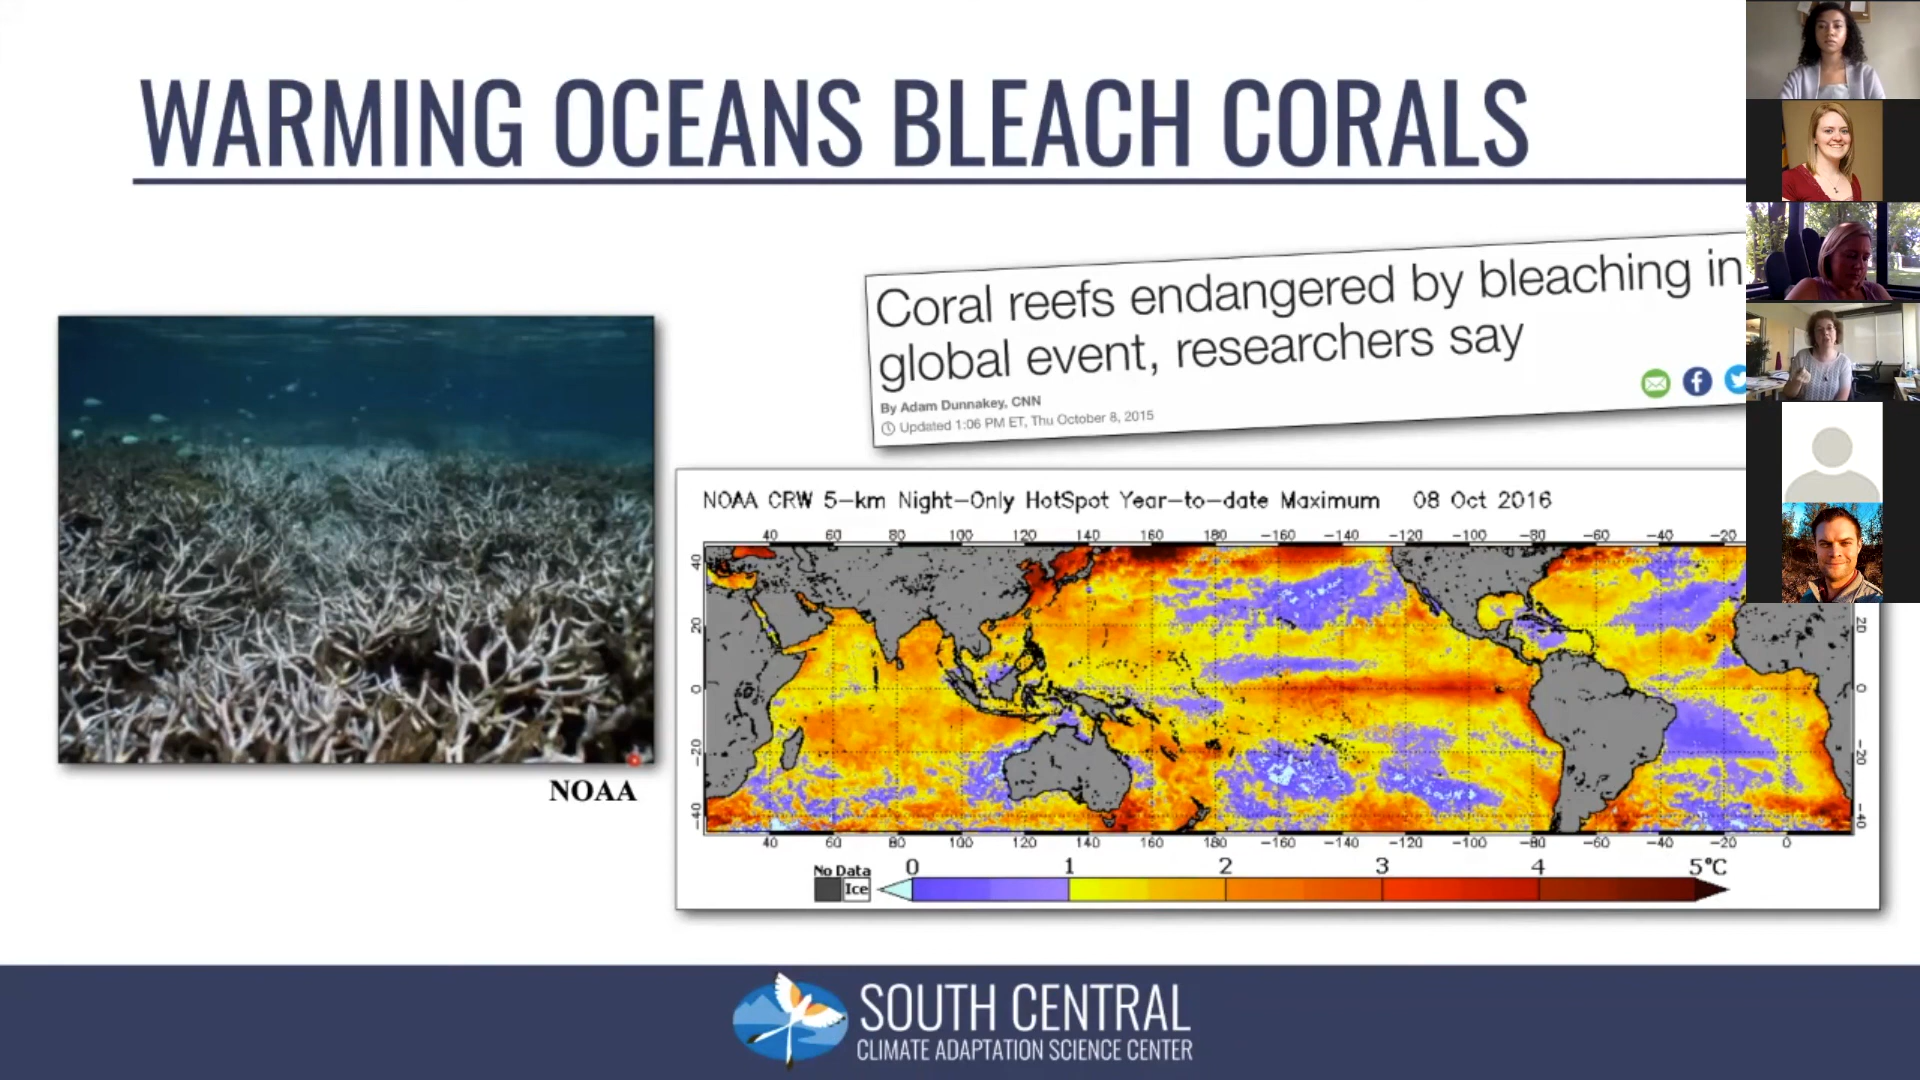 WARMING OCEANS BLEACH CORALS
Coral reefs endangered by bleaching in
global event, researchers say
By Adam Dunnakey, CNN
Updated 1:06 PM ET, Thu October 8, 2015
NOAA
NOAA CRW 5-km Night-Only HotSpot Year-to-date Maximum 08 Oct 2016
40 60 80 100 120 140 160 180 -160 -140 -120 -100 -80 -60 -40 -20
40 20 0 -20 -40
20 0 -20 -40
40 60 80 100 120 140 160 180 -160 -140 -120 -100 -80 -60 -40 -20 0
No Data
Ice
0 1 2 3 4 5°C
SOUTH CENTRAL
CLIMATE ADAPTATION SCIENCE CENTER